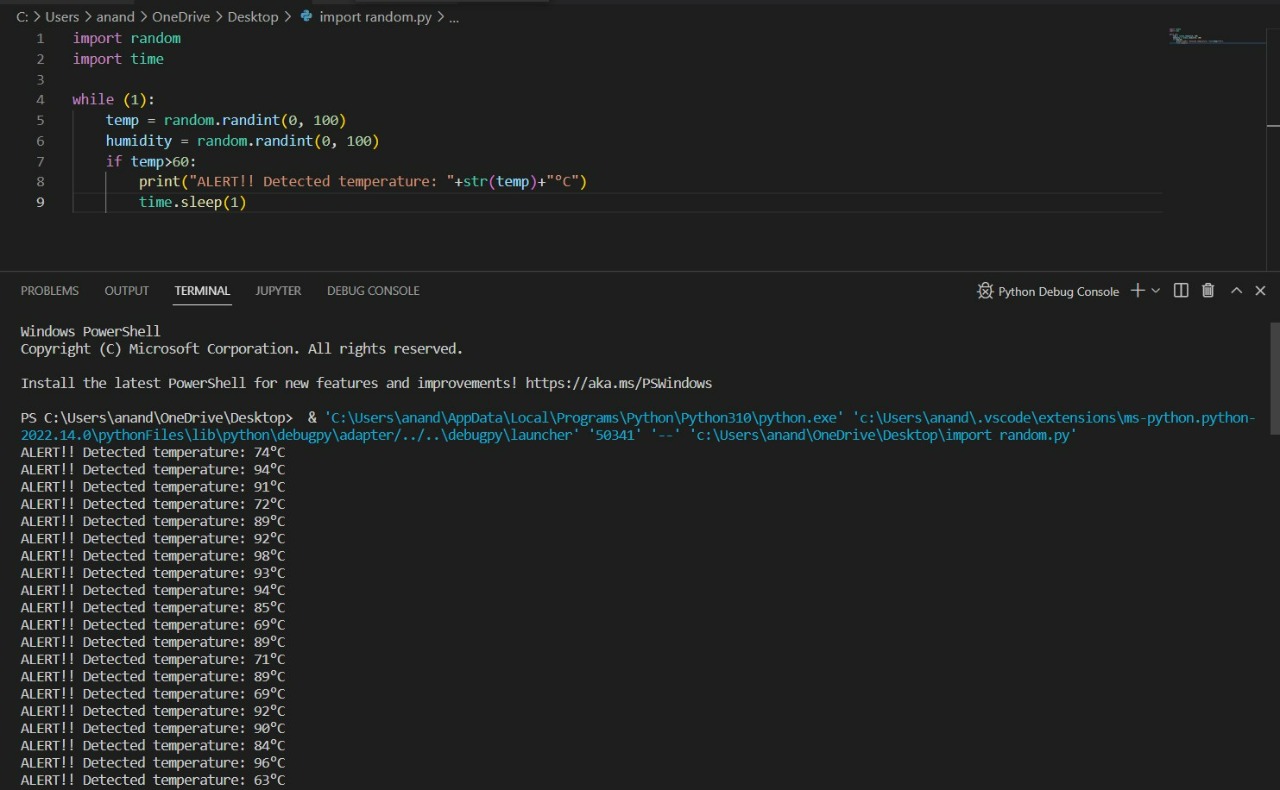 C: > Users > anand > OneDrive > Desktop > import random.py > ...
1 import random
2 import time
3
4 while (1):
5     temp = random.randint(0, 100)
6     humidity = random.randint(0, 100)
7     if temp>60:
8         print("ALERT!! Detected temperature: "+str(temp)+"°C")
9         time.sleep(1)
PROBLEMS OUTPUT TERMINAL JUPYTER DEBUG CONSOLE Python Debug Console
Windows PowerShell
Copyright (C) Microsoft Corporation. All rights reserved.
Install the latest PowerShell for new features and improvements! https://aka.ms/PSWindows
PS C:\Users\anand\OneDrive\Desktop>  & 'C:\Users\anand\AppData\Local\Programs\Python\Python310\python.exe' 'c:\Users\anand\.vscode\extensions\ms-python.python-
2022.14.0\pythonFiles\lib\python\debugpy\adapter/../..\debugpy\launcher' '50341' '--' 'c:\Users\anand\OneDrive\Desktop\import random.py'
ALERT!! Detected temperature: 74°C
ALERT!! Detected temperature: 94°C
ALERT!! Detected temperature: 91°C
ALERT!! Detected temperature: 72°C
ALERT!! Detected temperature: 89°C
ALERT!! Detected temperature: 92°C
ALERT!! Detected temperature: 98°C
ALERT!! Detected temperature: 93°C
ALERT!! Detected temperature: 94°C
ALERT!! Detected temperature: 85°C
ALERT!! Detected temperature: 69°C
ALERT!! Detected temperature: 89°C
ALERT!! Detected temperature: 71°C
ALERT!! Detected temperature: 89°C
ALERT!! Detected temperature: 69°C
ALERT!! Detected temperature: 92°C
ALERT!! Detected temperature: 90°C
ALERT!! Detected temperature: 84°C
ALERT!! Detected temperature: 96°C
ALERT!! Detected temperature: 63°C